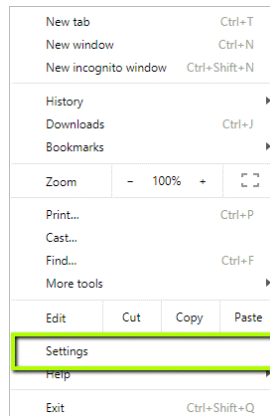 New tab Ctrl+T
New window Ctrl+N
New incognito window Ctrl+Shift+N
History
Downloads Ctrl+J
Bookmarks
Zoom - 100% +
Print... Ctrl+P
Cast...
Find... Ctrl+F
More tools
Edit Cut Copy Paste
Settings
Help
Exit Ctrl+Shift+Q